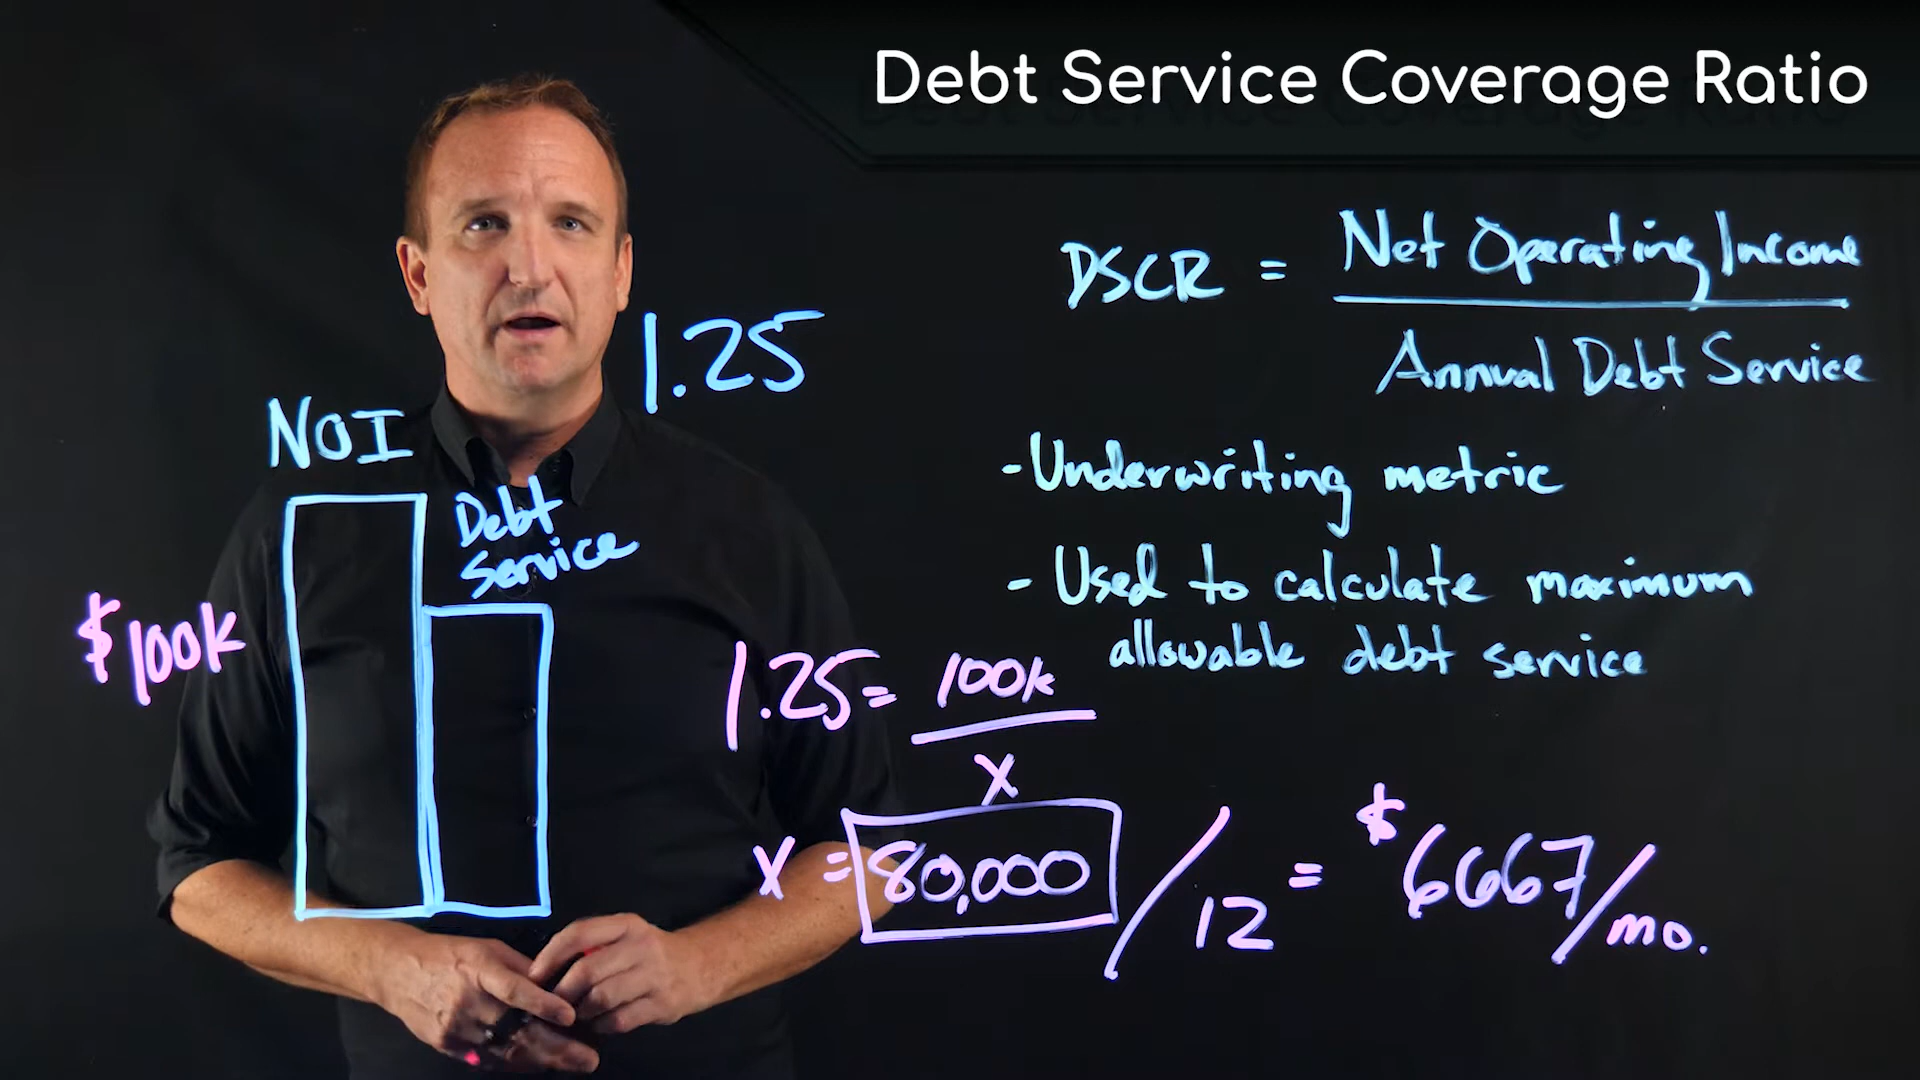 Debt Service Coverage Ratio
DSCR = Net Operating Income
Annual Debt Service
1.25
NOI
Debt
Service
$100k
-Underwriting metric
- Used to calculate maximum
allowable debt service
1.25 = 100k
X
X = 80,000 / 12 = $6667/mo.